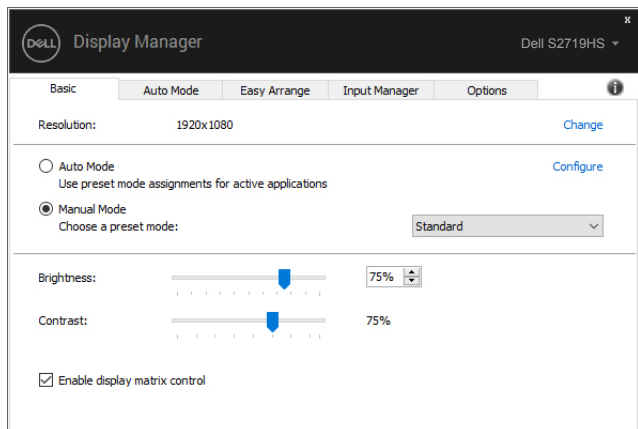 x
DELL Display Manager Dell S2719HS
Basic Auto Mode Easy Arrange Input Manager Options i
Resolution: 1920x1080 Change
Auto Mode Configure
Use preset mode assignments for active applications
Manual Mode
Choose a preset mode: Standard
Brightness: 75%
Contrast: 75%
Enable display matrix control